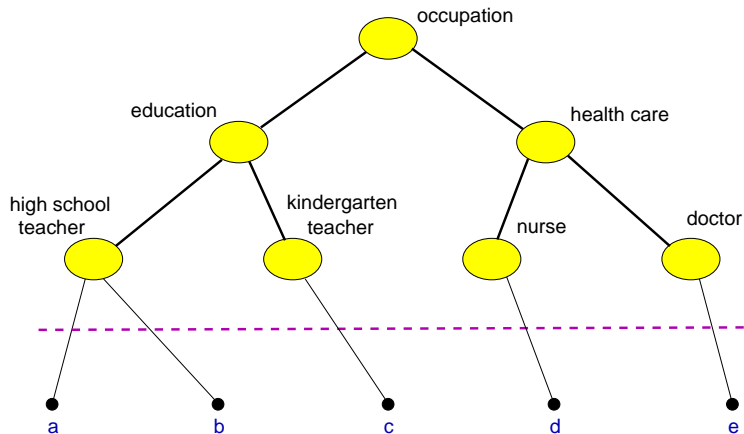 occupation
education
health care
high school
teacher
kindergarten
teacher
nurse
doctor
a
b
c
d
e